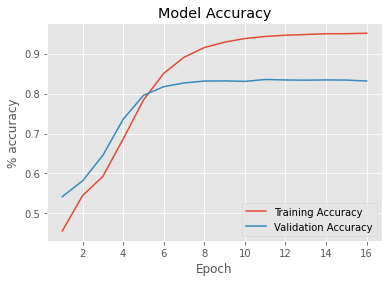 Model Accuracy
% accuracy
0.9
0.8
0.7
0.6
0.5
Training Accuracy
Validation Accuracy
2 4 6 8 10 12 14 16
Epoch